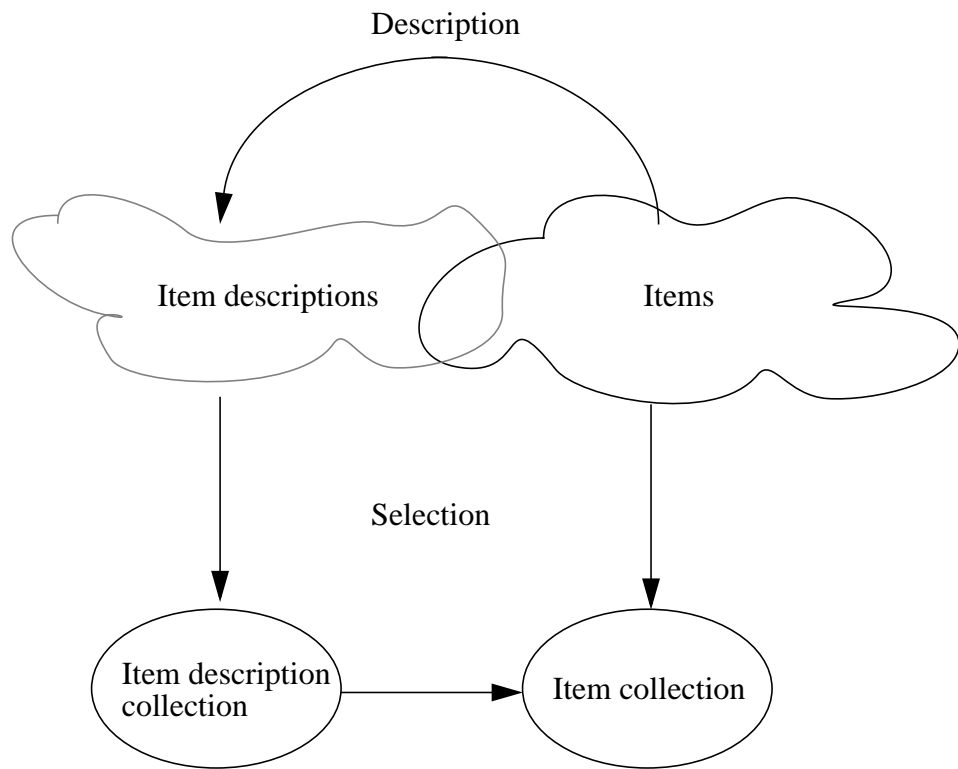 Description
Item descriptions
Items
Selection
Item description
collection
Item collection